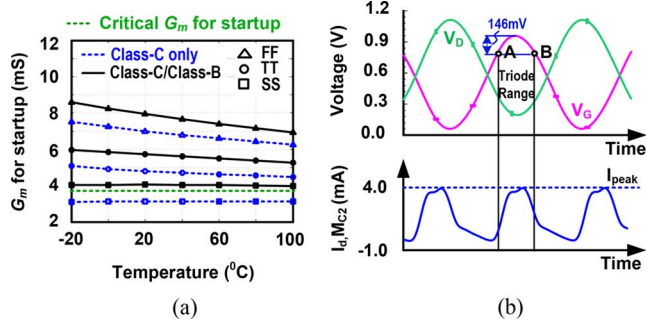 Critical Gm for startup
(a)
Class-C only
Class-C/Class-B
FF
TT
SS
Gm for startup (mS)
12
10
8
6
4
2
-20
20
60
100
Temperature (⁰C)
(a)
(b)
Voltage (V)
1.2
0.9
0.6
0.3
0.0
146mV
VD
A
B
Triode
Range
VG
Time
Id,MC2 (mA)
4.0
-1.0
Ipeak
Time
(b)